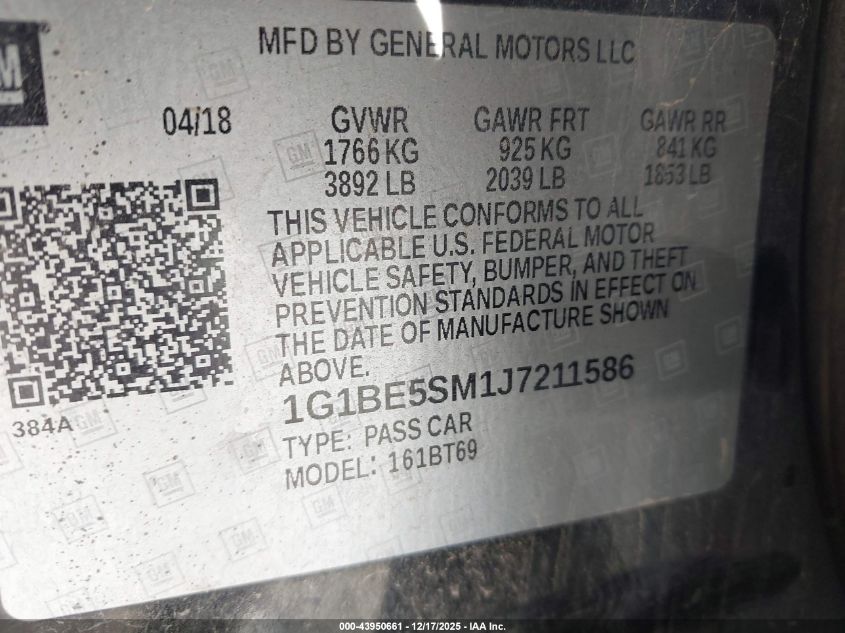 GM
MFD BY GENERAL MOTORS LLC
04/18 GVWR GAWR FRT GAWR RR
1766 KG 925 KG 841 KG
3892 LB 2039 LB 1853 LB
THIS VEHICLE CONFORMS TO ALL
APPLICABLE U.S. FEDERAL MOTOR
VEHICLE SAFETY, BUMPER, AND THEFT
PREVENTION STANDARDS IN EFFECT ON
THE DATE OF MANUFACTURE SHOWN
ABOVE.
1G1BE5SM1J7211586
384A
TYPE: PASS CAR
MODEL: 161BT69
000-43950661 - 12/17/2025 - IAA Inc.